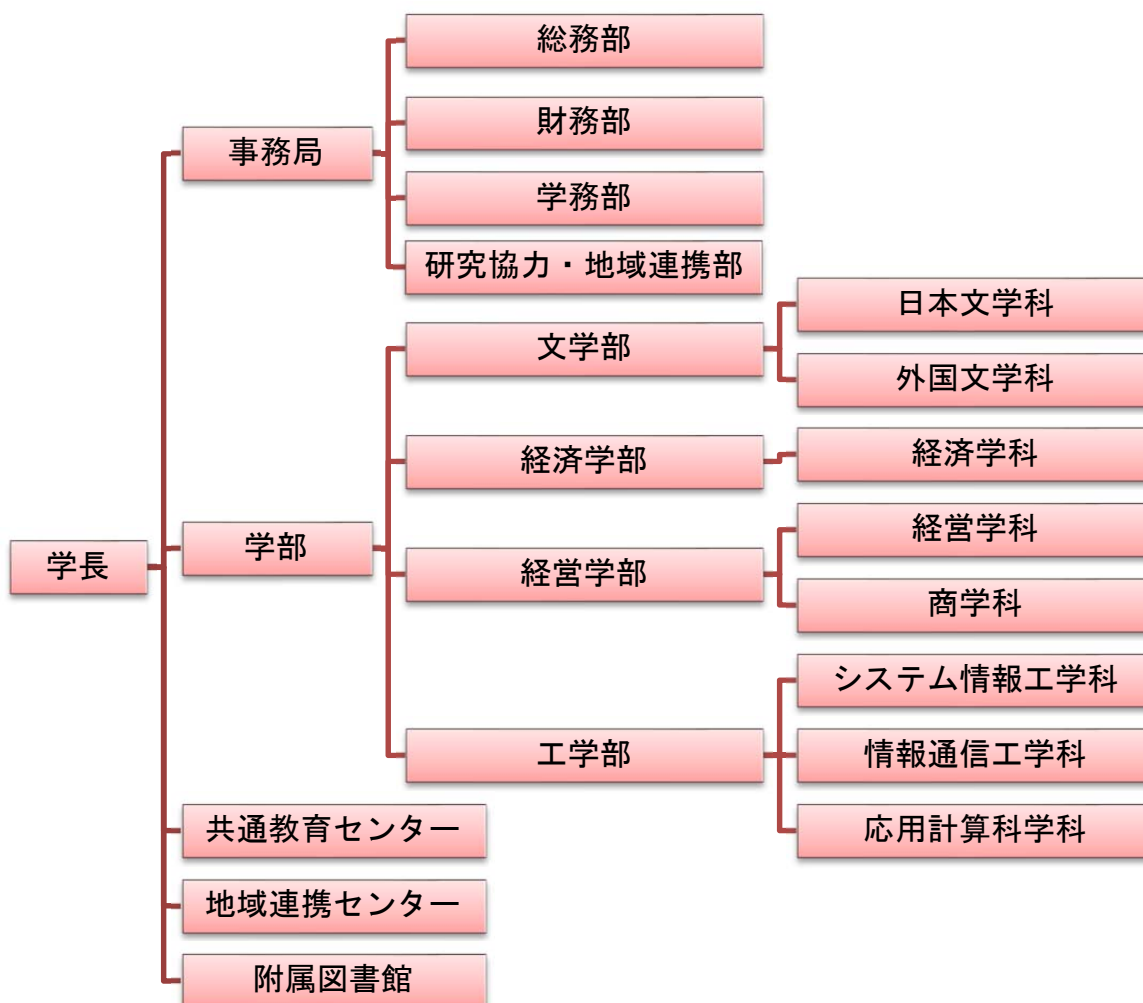 総務部
財務部
事務局
学務部
研究協力・地域連携部
日本文学科
文学部
外国文学科
経済学部
経済学科
経営学科
学部
学長
経営学部
商学科
システム情報工学科
工学部
情報通信工学科
共通教育センター
応用計算科学科
地域連携センター
附属図書館